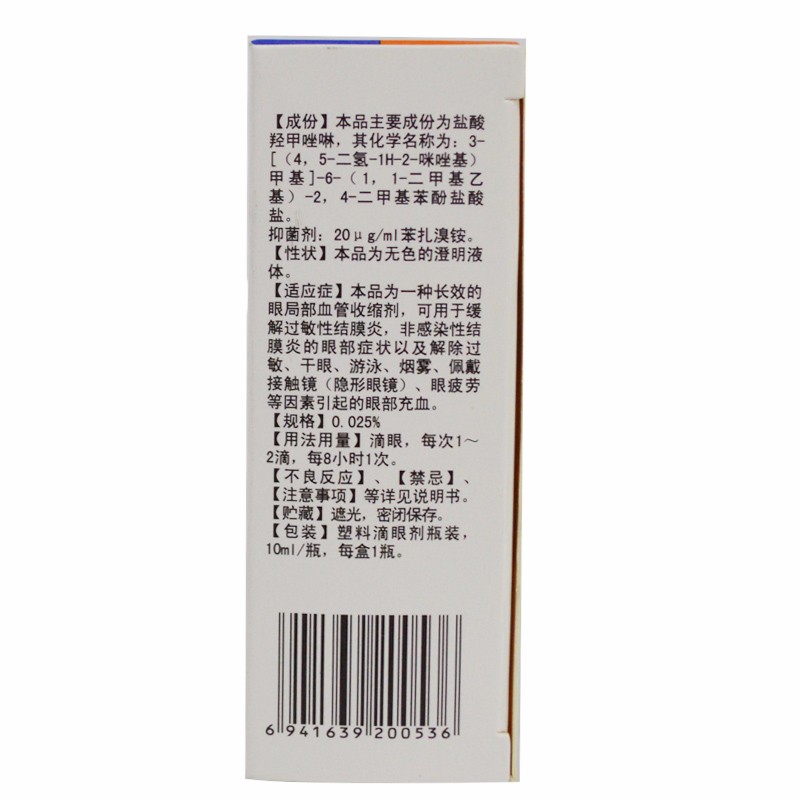 【成份】本品主要成份为盐酸
羟甲唑啉，其化学名称为：3-
[（4，5-二氢-1H-2-咪唑基）
甲基]-6-（1，1-二甲基乙
基）-2，4-二甲基苯酚盐酸
盐。
抑菌剂：20μg/ml苯扎溴铵。
【性状】本品为无色的澄明液
体。
【适应症】本品为一种长效的
眼局部血管收缩剂，可用于缓
解过敏性结膜炎，非感染性结
膜炎的眼部症状以及解除过
敏、干眼、游泳、烟雾、佩戴
接触镜（隐形眼镜）、眼疲劳
等因素引起的眼部充血。
【规格】0.025%
【用法用量】滴眼，每次1～
2滴，每8小时1次。
【不良反应】、【禁忌】、
【注意事项】等详见说明书。
【贮藏】遮光，密闭保存。
【包装】塑料滴眼剂瓶装，
10ml/瓶，每盒1瓶。
6 941639 200536